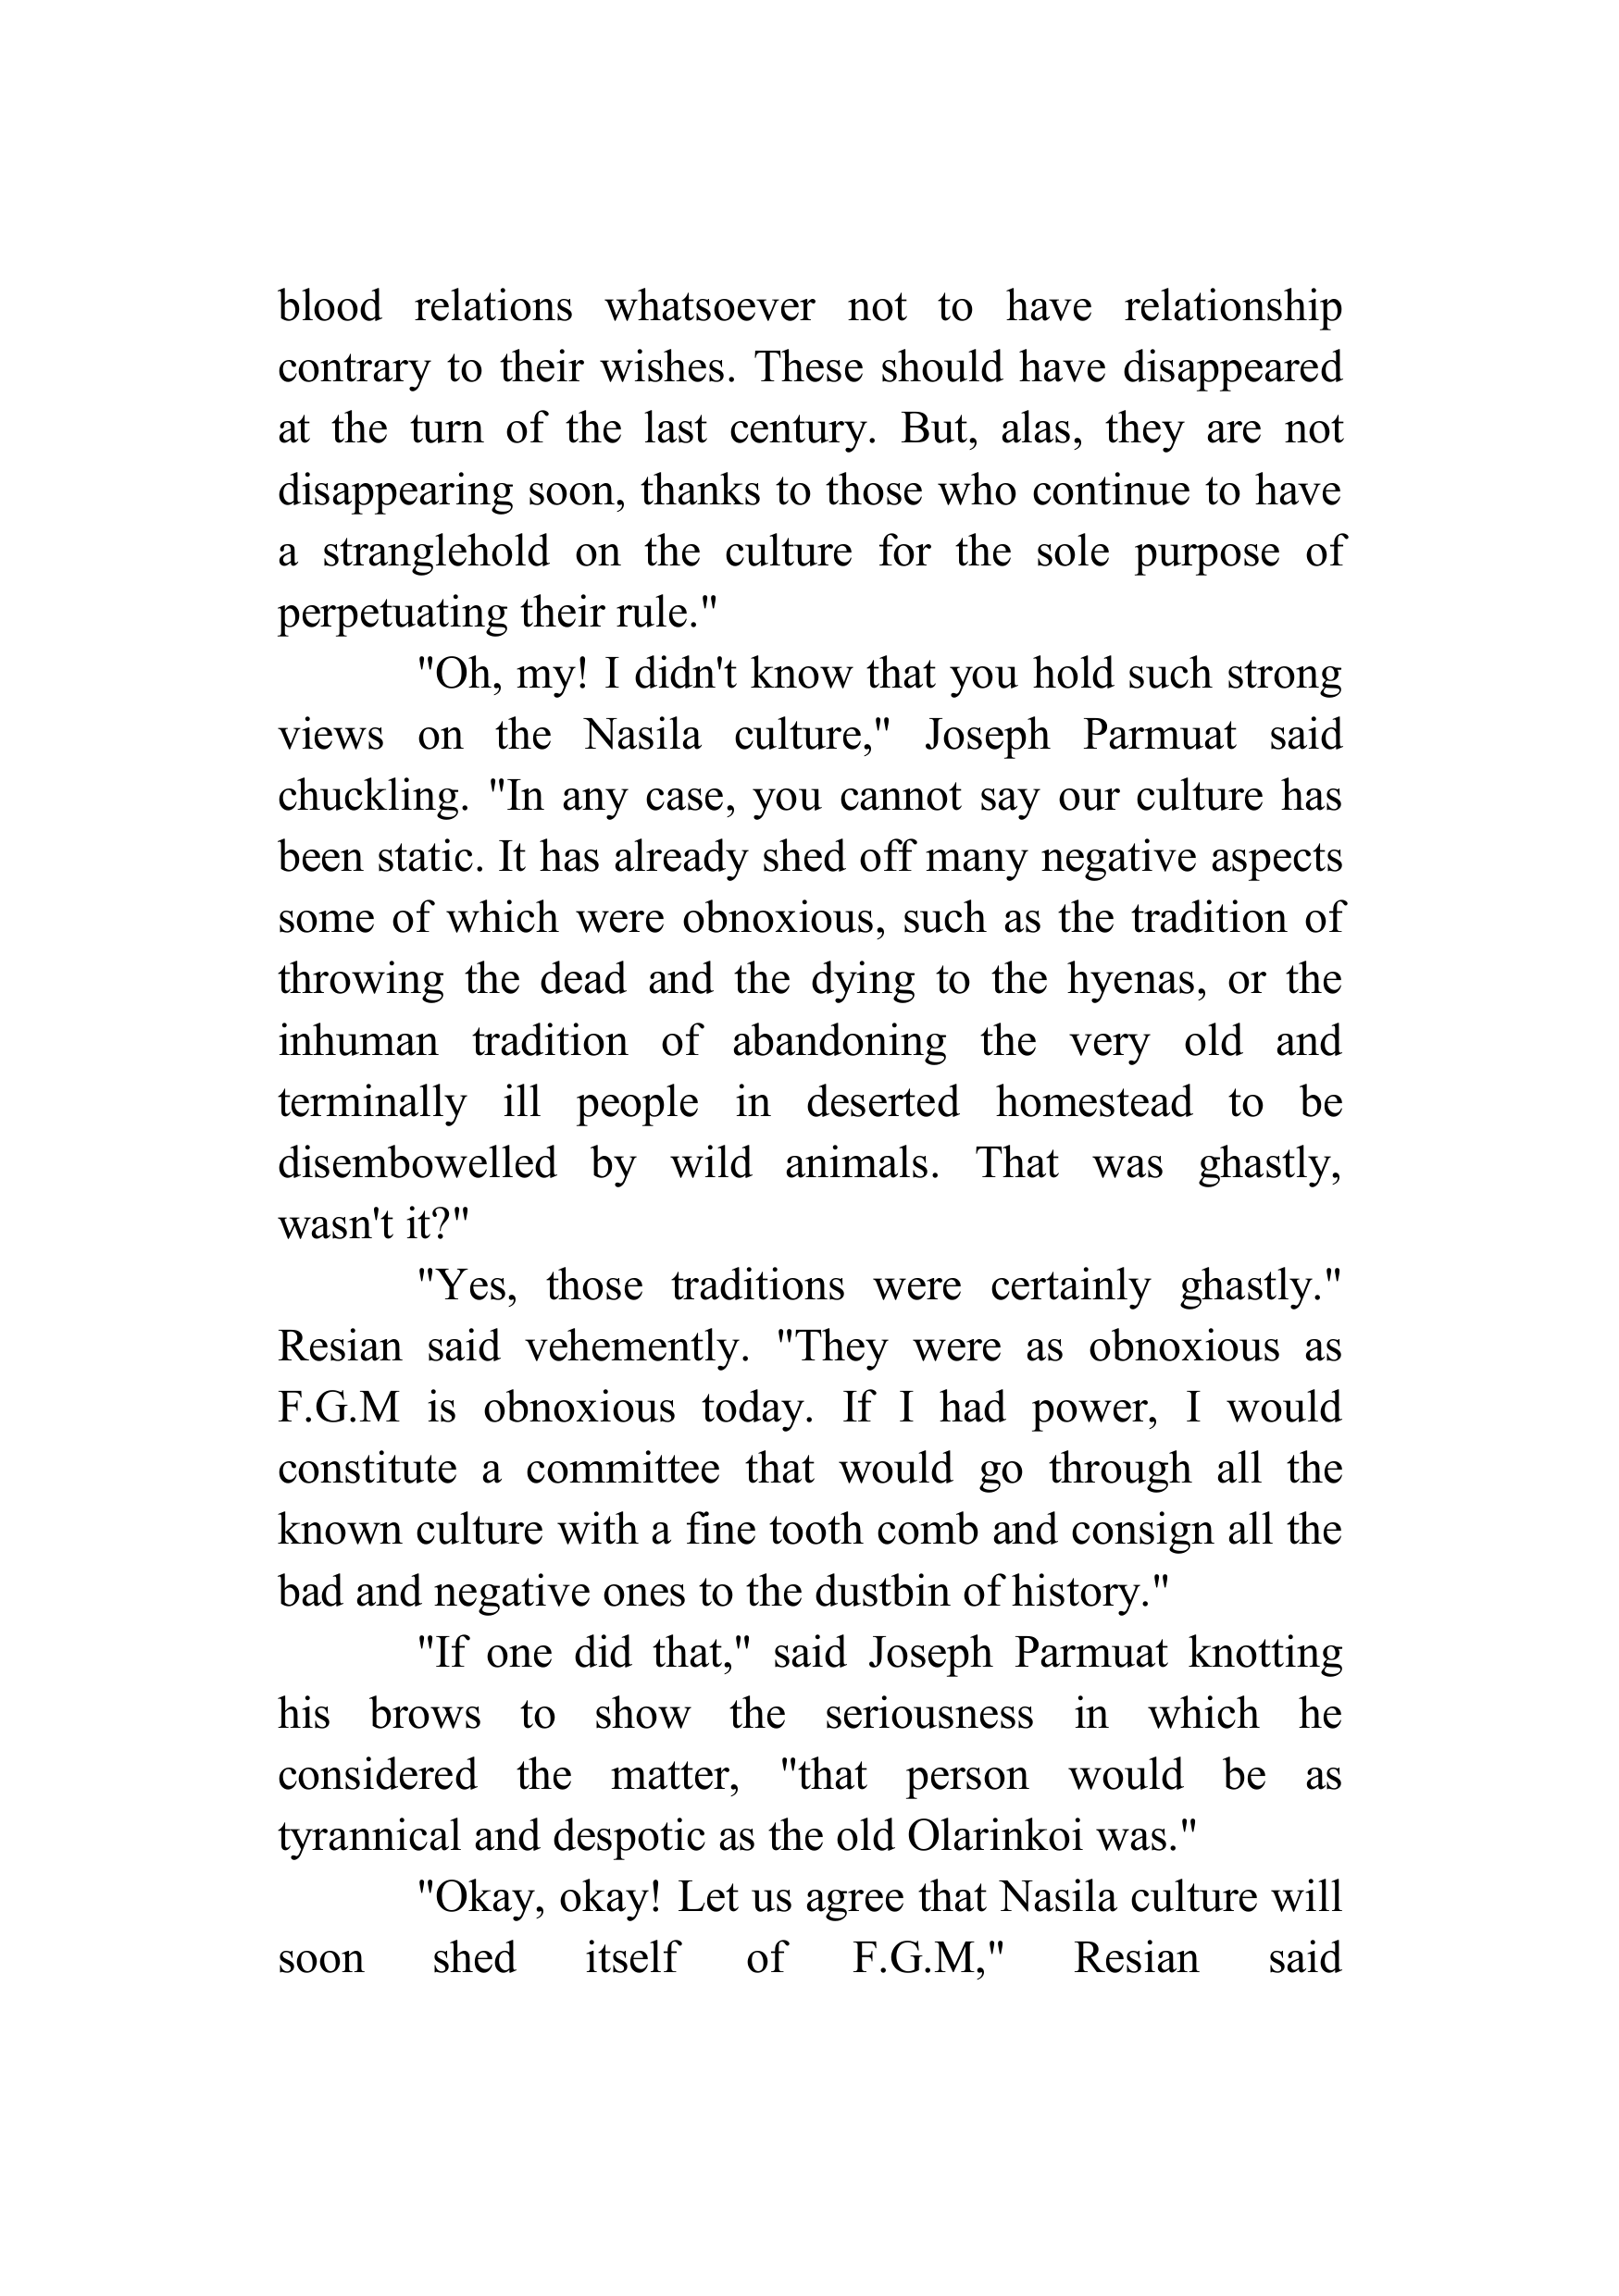 blood relations whatsoever not to have relationship
contrary to their wishes. These should have disappeared
at the turn of the last century. But, alas, they are not
disappearing soon, thanks to those who continue to have
a stranglehold on the culture for the sole purpose of
perpetuating their rule."
"Oh, my! I didn't know that you hold such strong
views on the Nasila culture," Joseph Parmuat said
chuckling. "In any case, you cannot say our culture has
been static. It has already shed off many negative aspects
some of which were obnoxious, such as the tradition of
throwing the dead and the dying to the hyenas, or the
inhuman tradition of abandoning the very old and
terminally ill people in deserted homestead to be
disembowelled by wild animals. That was ghastly,
wasn't it?"
"Yes, those traditions were certainly ghastly."
Resian said vehemently. "They were as obnoxious as
F.G.M is obnoxious today. If I had power, I would
constitute a committee that would go through all the
known culture with a fine tooth comb and consign all the
bad and negative ones to the dustbin of history."
"If one did that," said Joseph Parmuat knotting
his brows to show the seriousness in which he
considered the matter, "that person would be as
tyrannical and despotic as the old Olarinkoi was."
"Okay, okay! Let us agree that Nasila culture will
soon shed itself of F.G.M," Resian said